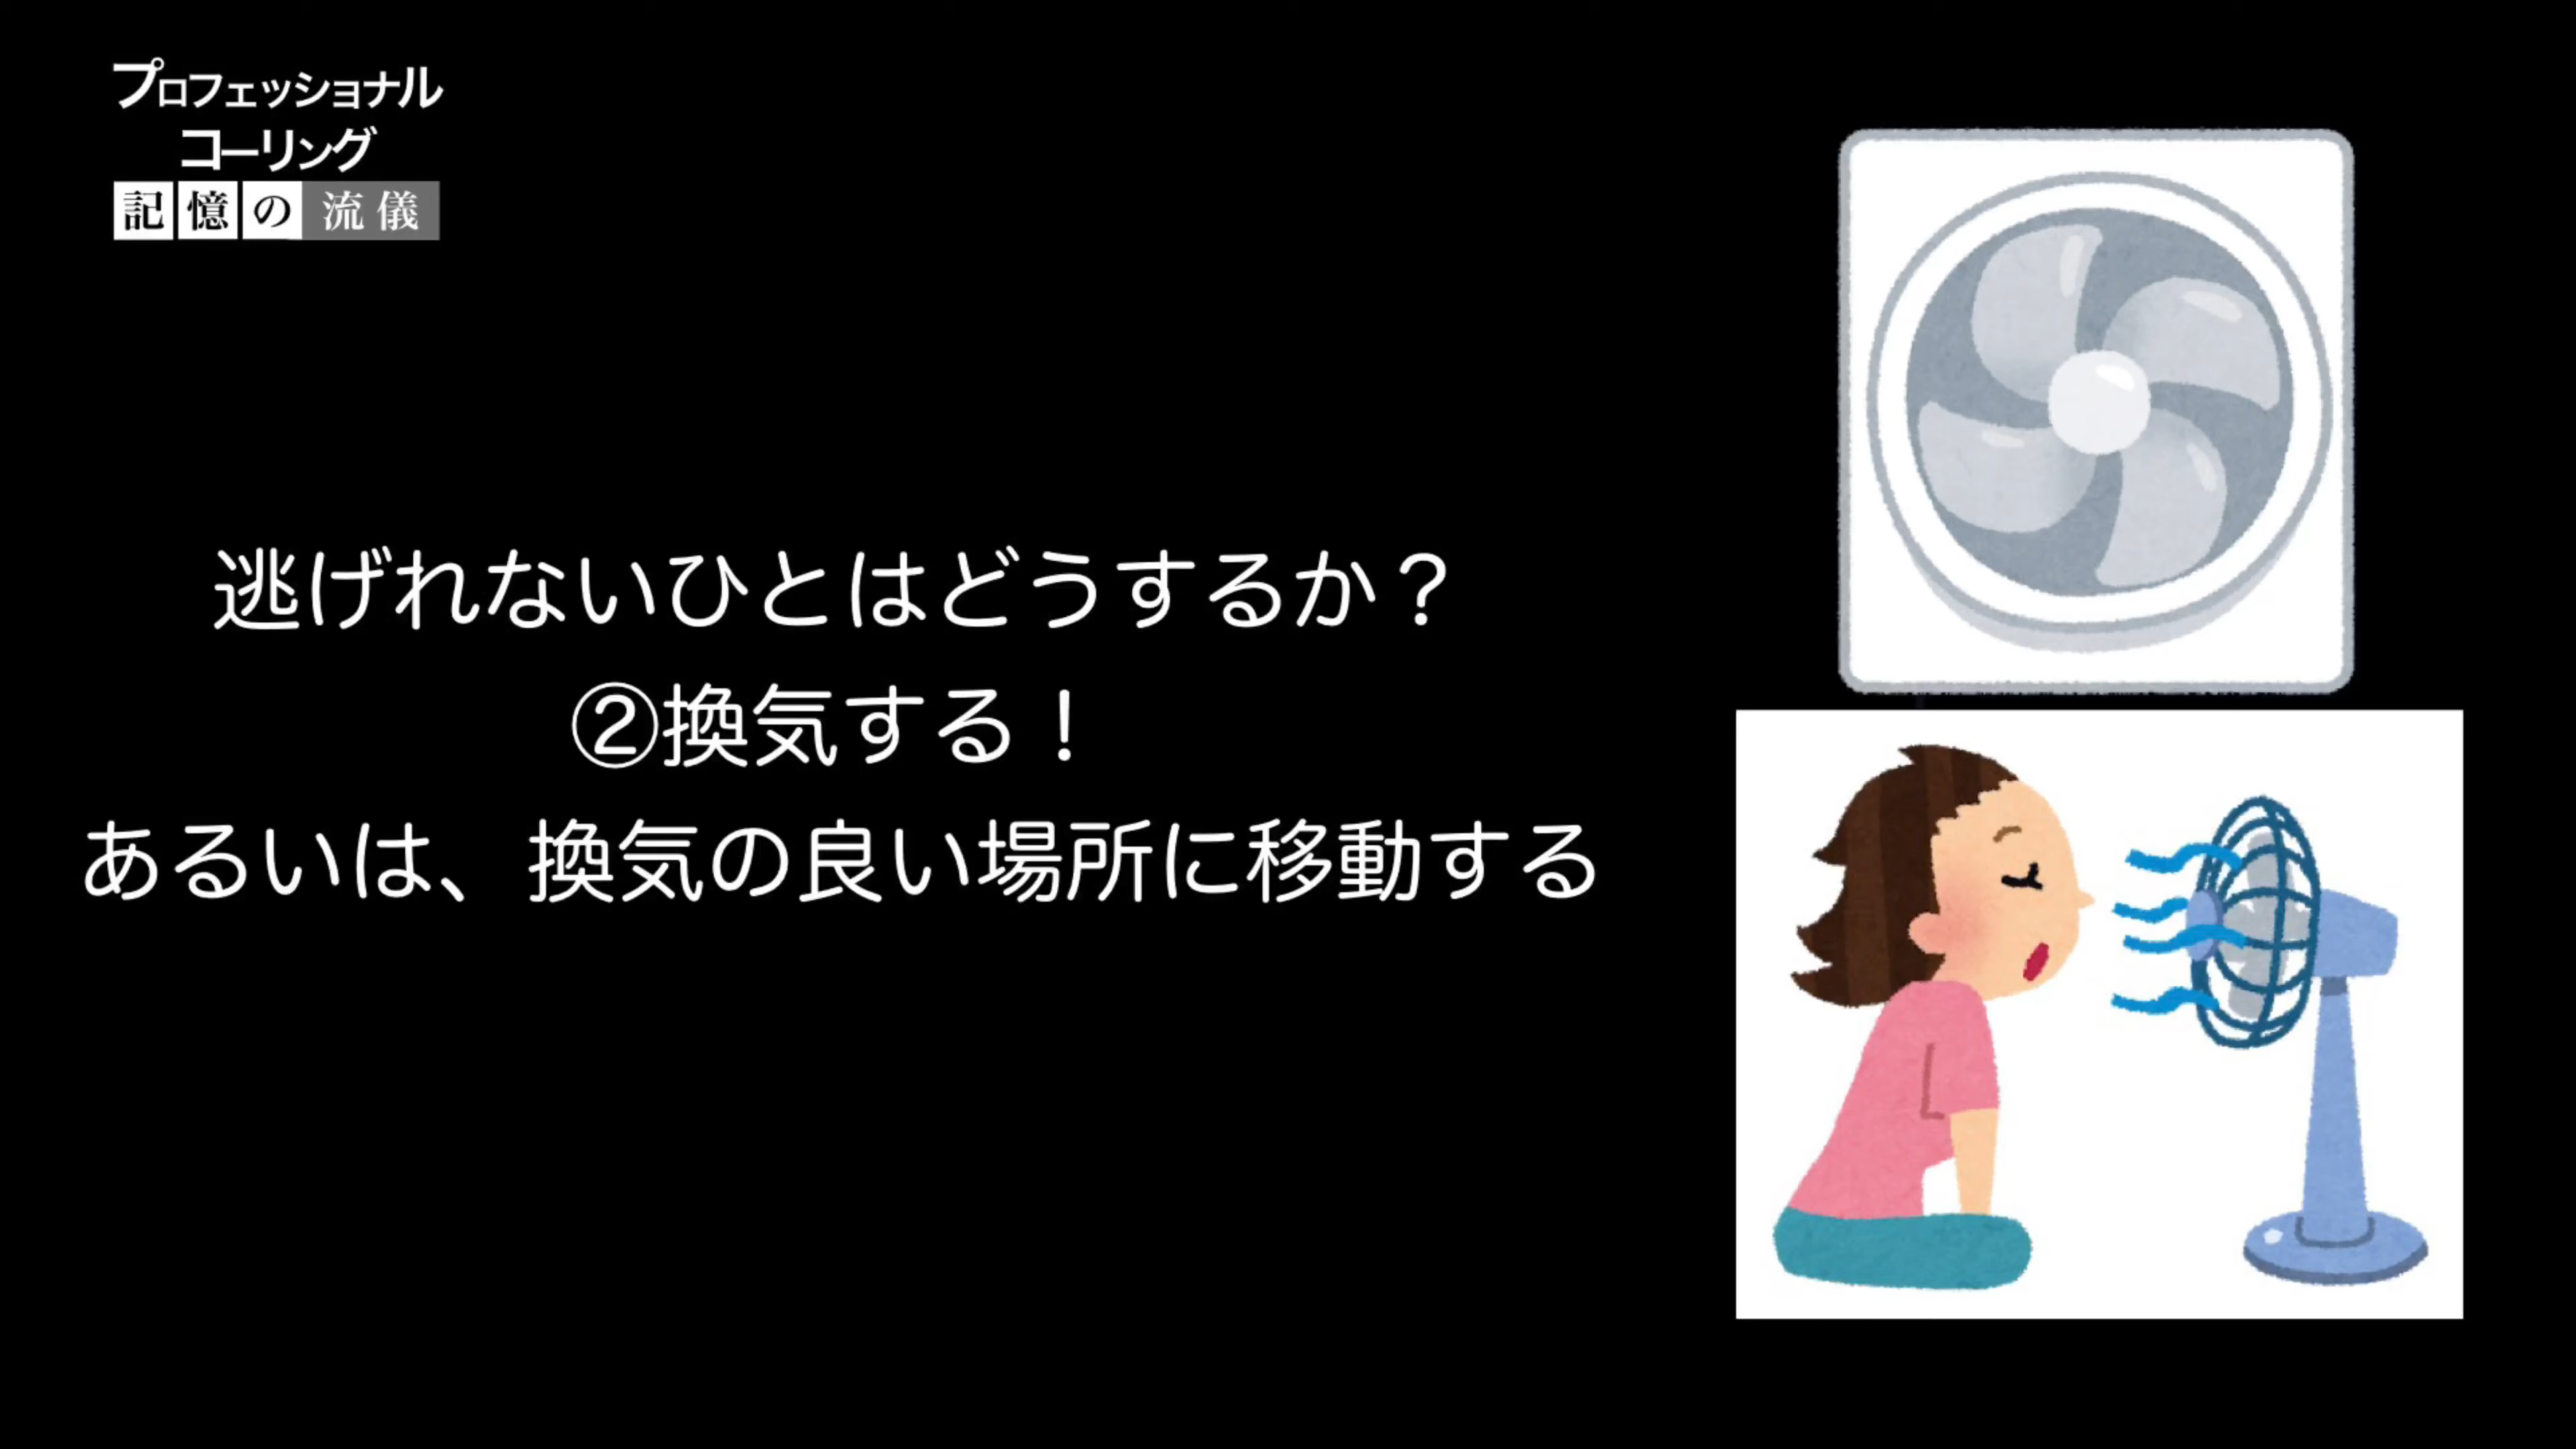 プロフェッショナル
コーリング
記憶の流儀
逃げれないひとはどうするか？
②換気する！
あるいは、換気の良い場所に移動する